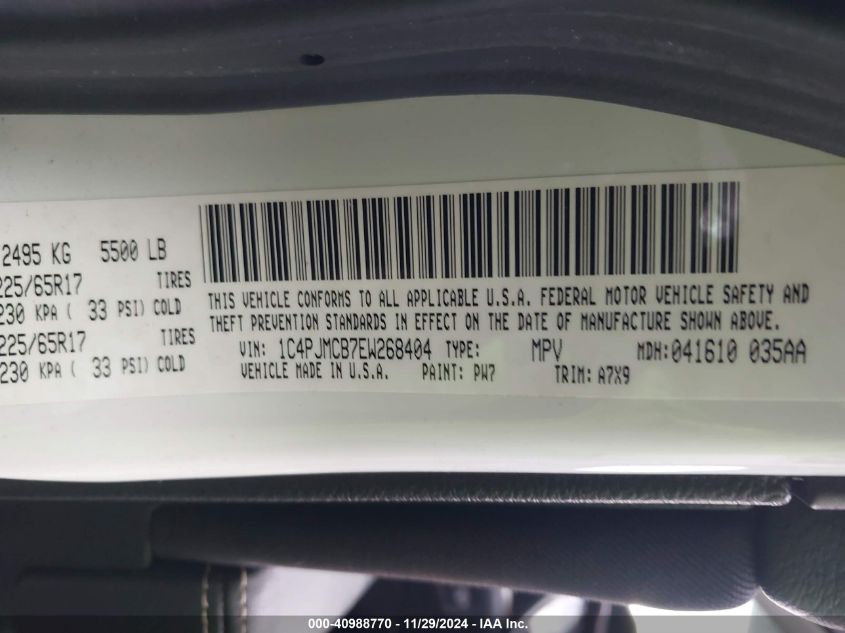 2495 KG 5500 LB
225/65R17 TIRES
230 KPA ( 33 PSI) COLD
225/65R17 TIRES
230 KPA ( 33 PSI) COLD
THIS VEHICLE CONFORMS TO ALL APPLICABLE U.S.A. FEDERAL MOTOR VEHICLE SAFETY AND
THEFT PREVENTION STANDARDS IN EFFECT ON THE DATE OF MANUFACTURE SHOWN ABOVE.
VIN: 1C4PJMCB7EW268404 TYPE: MPV MDH:041610 035AA
VEHICLE MADE IN U.S.A. PAINT: PW7 TRIM: A7X9
000-40988770 - 11/29/2024 - IAA Inc.